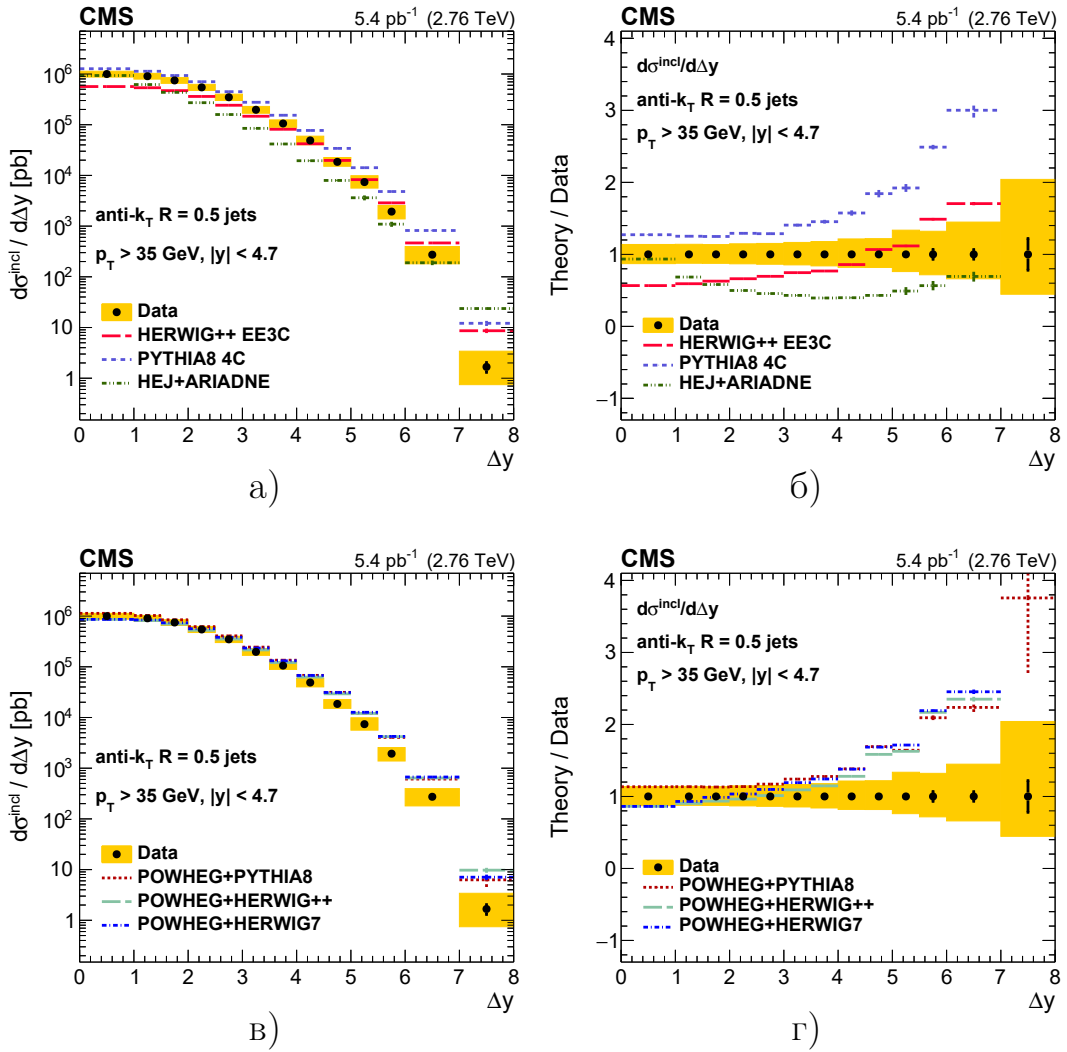 CMS 5.4 pb⁻¹ (2.76 TeV)
dσ^incl / dΔy [pb]
10⁶
10⁵
10⁴
10³
10²
10
1
anti-k_T R = 0.5 jets
p_T > 35 GeV, |y| < 4.7
Data
HERWIG++ EE3C
PYTHIA8 4C
HEJ+ARIADNE
0 1 2 3 4 5 6 7 8
Δy
а)
CMS 5.4 pb⁻¹ (2.76 TeV)
Theory / Data
4
3
2
1
0
−1
dσ^incl/dΔy
anti-k_T R = 0.5 jets
p_T > 35 GeV, |y| < 4.7
Data
HERWIG++ EE3C
PYTHIA8 4C
HEJ+ARIADNE
0 1 2 3 4 5 6 7 8
Δy
б)
CMS 5.4 pb⁻¹ (2.76 TeV)
dσ^incl / dΔy [pb]
10⁶
10⁵
10⁴
10³
10²
10
1
anti-k_T R = 0.5 jets
p_T > 35 GeV, |y| < 4.7
Data
POWHEG+PYTHIA8
POWHEG+HERWIG++
POWHEG+HERWIG7
0 1 2 3 4 5 6 7 8
Δy
в)
CMS 5.4 pb⁻¹ (2.76 TeV)
Theory / Data
4
3
2
1
0
−1
dσ^incl/dΔy
anti-k_T R = 0.5 jets
p_T > 35 GeV, |y| < 4.7
Data
POWHEG+PYTHIA8
POWHEG+HERWIG++
POWHEG+HERWIG7
0 1 2 3 4 5 6 7 8
Δy
г)